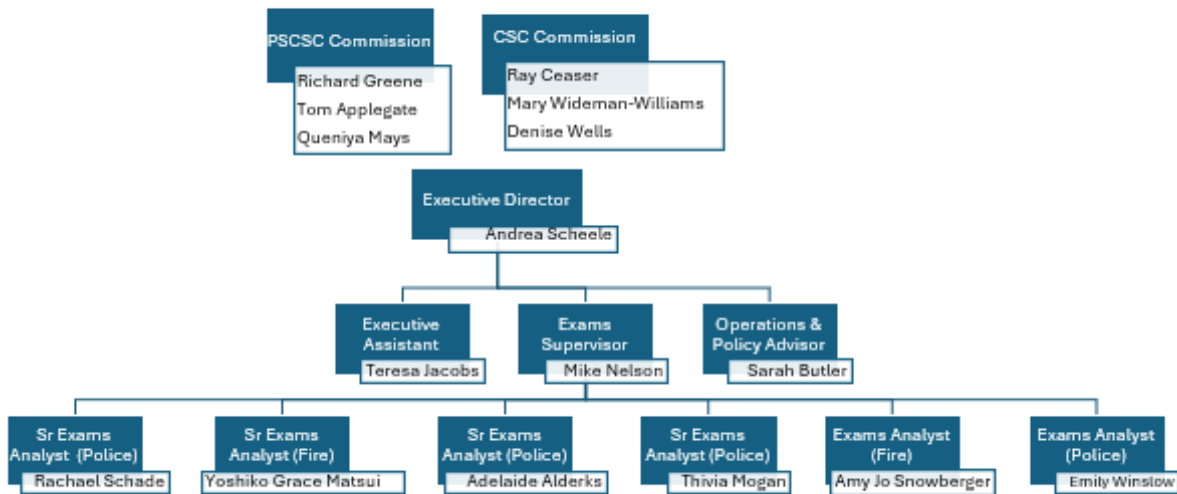 PSCSC Commission
Richard Greene
Tom Applegate
Queniya Mays
CSC Commission
Ray Ceaser
Mary Wideman-Williams
Denise Wells
Executive Director
Andrea Scheele
Executive
Assistant
Teresa Jacobs
Exams
Supervisor
Mike Nelson
Operations &
Policy Advisor
Sarah Butler
Sr Exams
Analyst (Police)
Rachael Schade
Sr Exams
Analyst (Fire)
Yoshiko Grace Matsui
Sr Exams
Analyst (Police)
Adelaide Alderks
Sr Exams
Analyst (Police)
Thivia Mogan
Exams Analyst
(Fire)
Amy Jo Snowberger
Exams Analyst
(Police)
Emily Winslow